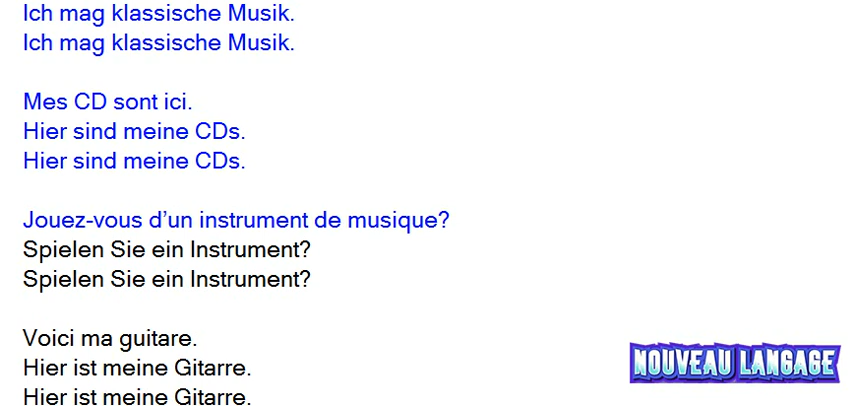 Ich mag klassische Musik.
Ich mag klassische Musik.
Mes CD sont ici.
Hier sind meine CDs.
Hier sind meine CDs.
Jouez-vous d’un instrument de musique?
Spielen Sie ein Instrument?
Spielen Sie ein Instrument?
Voici ma guitare.
Hier ist meine Gitarre.
Hier ist meine Gitarre.
NOUVEAU LANGAGE